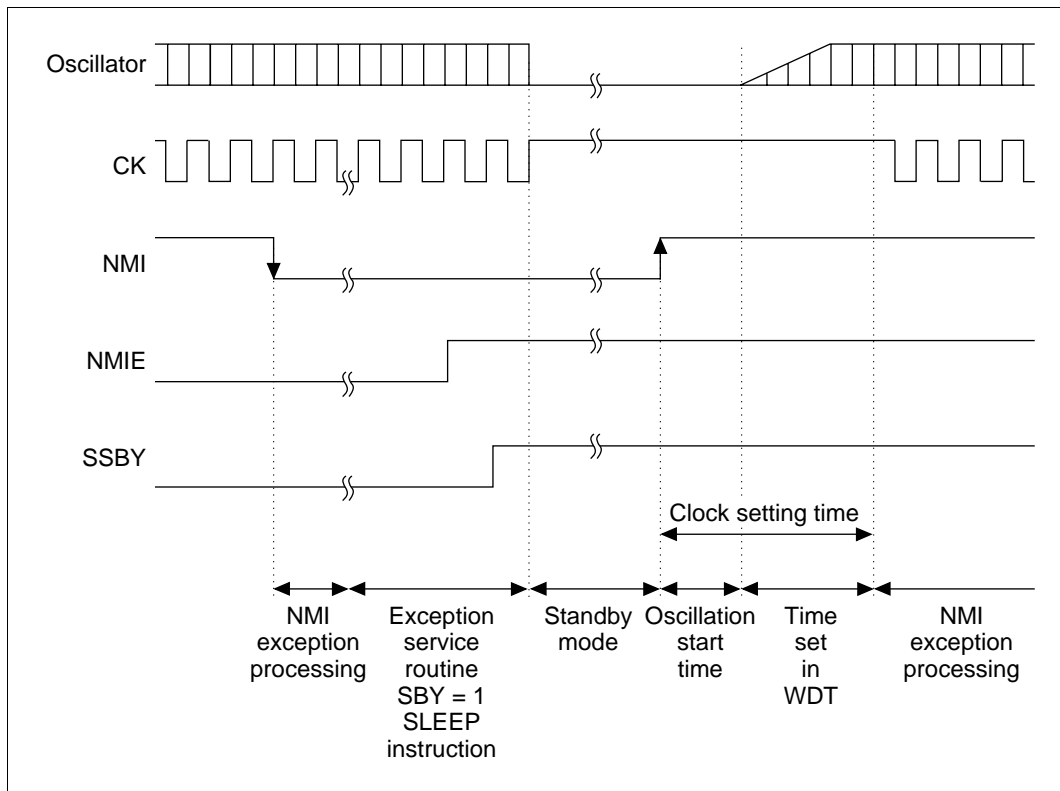 Oscillator
CK
NMI
NMIE
SSBY
Clock setting time
NMI
exception
processing
Exception
service
routine
SBY = 1
SLEEP
instruction
Standby
mode
Oscillation
start
time
Time
set
in
WDT
NMI
exception
processing